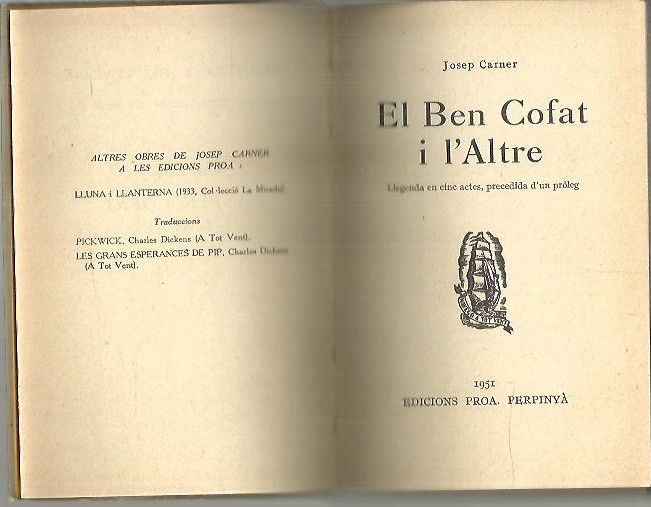 ALTRES OBRES DE JOSEP CARNER
A LES EDICIONS PROA :
LLUNA i LLANTERNA (1933, Col·lecció La Mirada)
Traduccions
PICKWICK, Charles Dickens (A Tot Vent).
LES GRANS ESPERANCES DE PIP, Charles Dickens
(A Tot Vent).
Josep Carner
El Ben Cofat
i l'Altre
Llegenda en cinc actes, precedida d'un pròleg
A TOT VENT
1951
EDICIONS PROA. PERPINYÀ